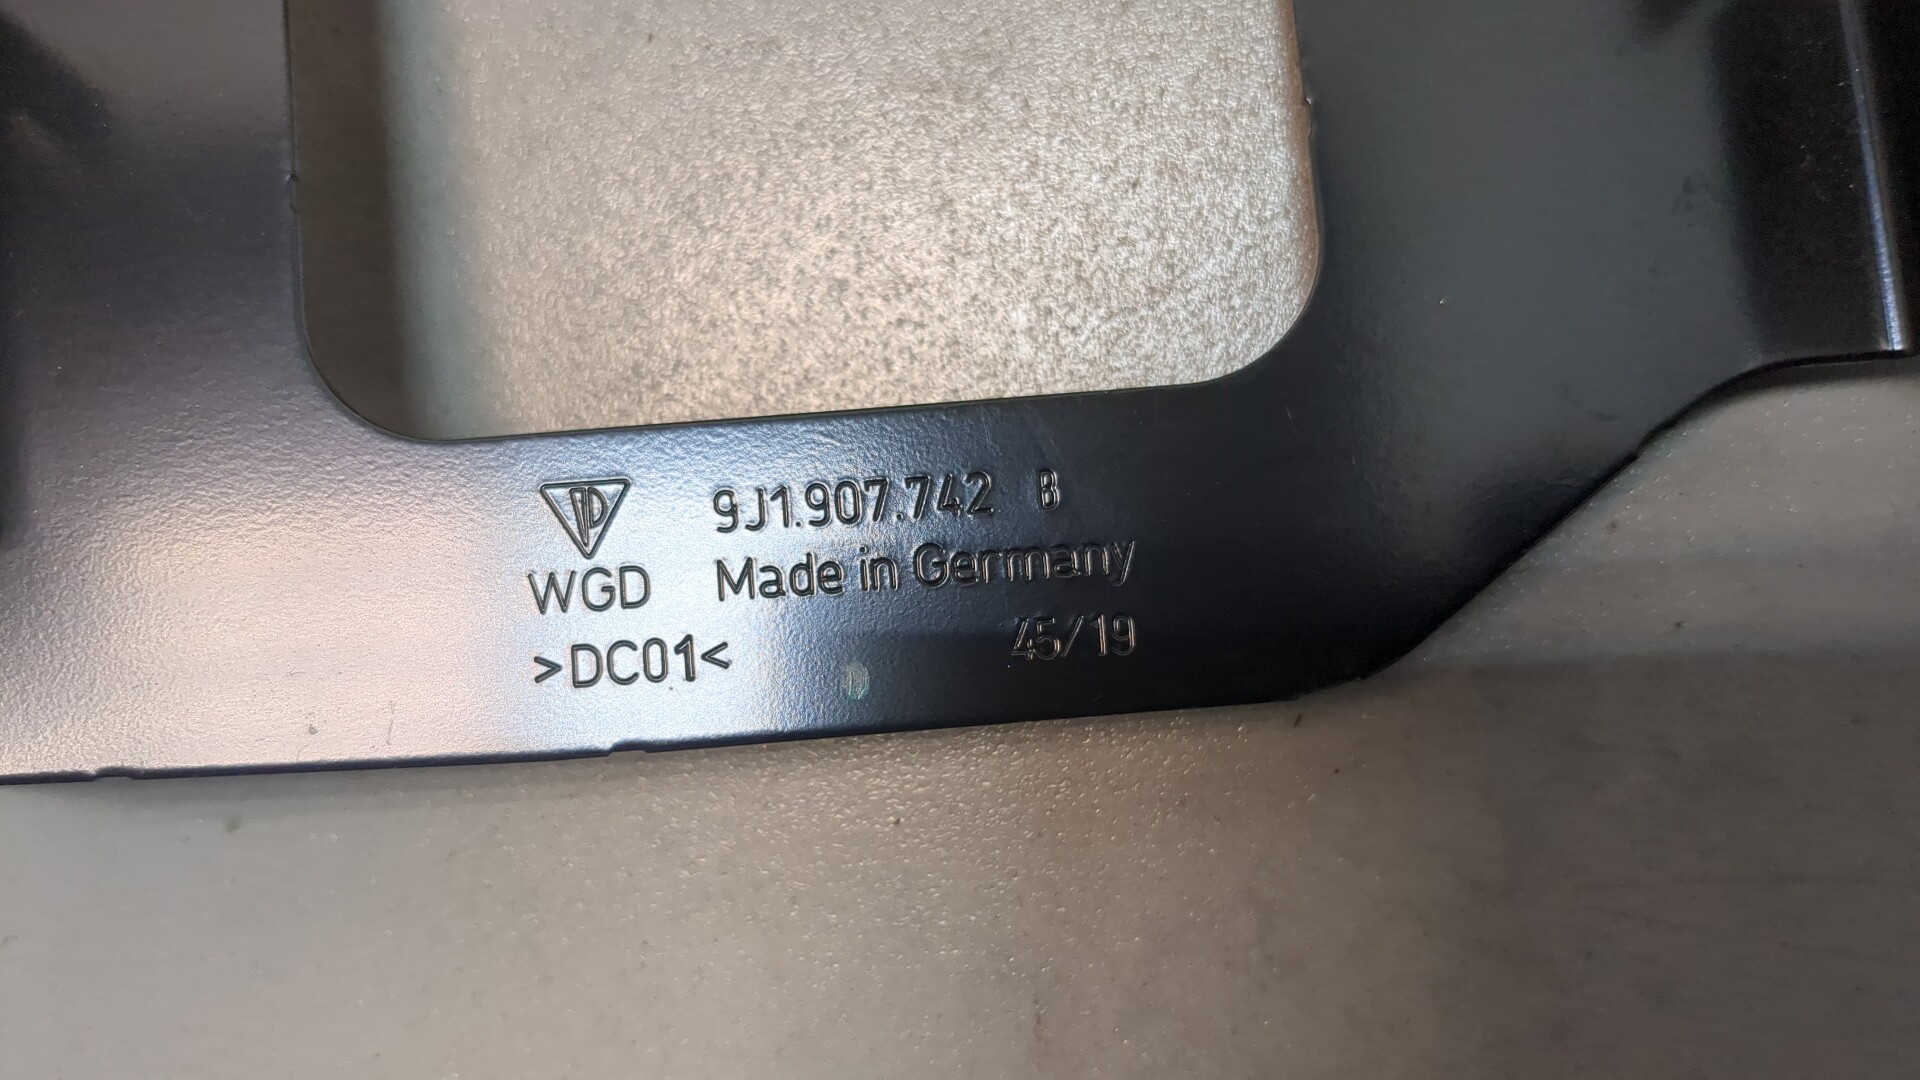 9J1.907.742 B
WGD Made in Germany
>DC01< 45/19